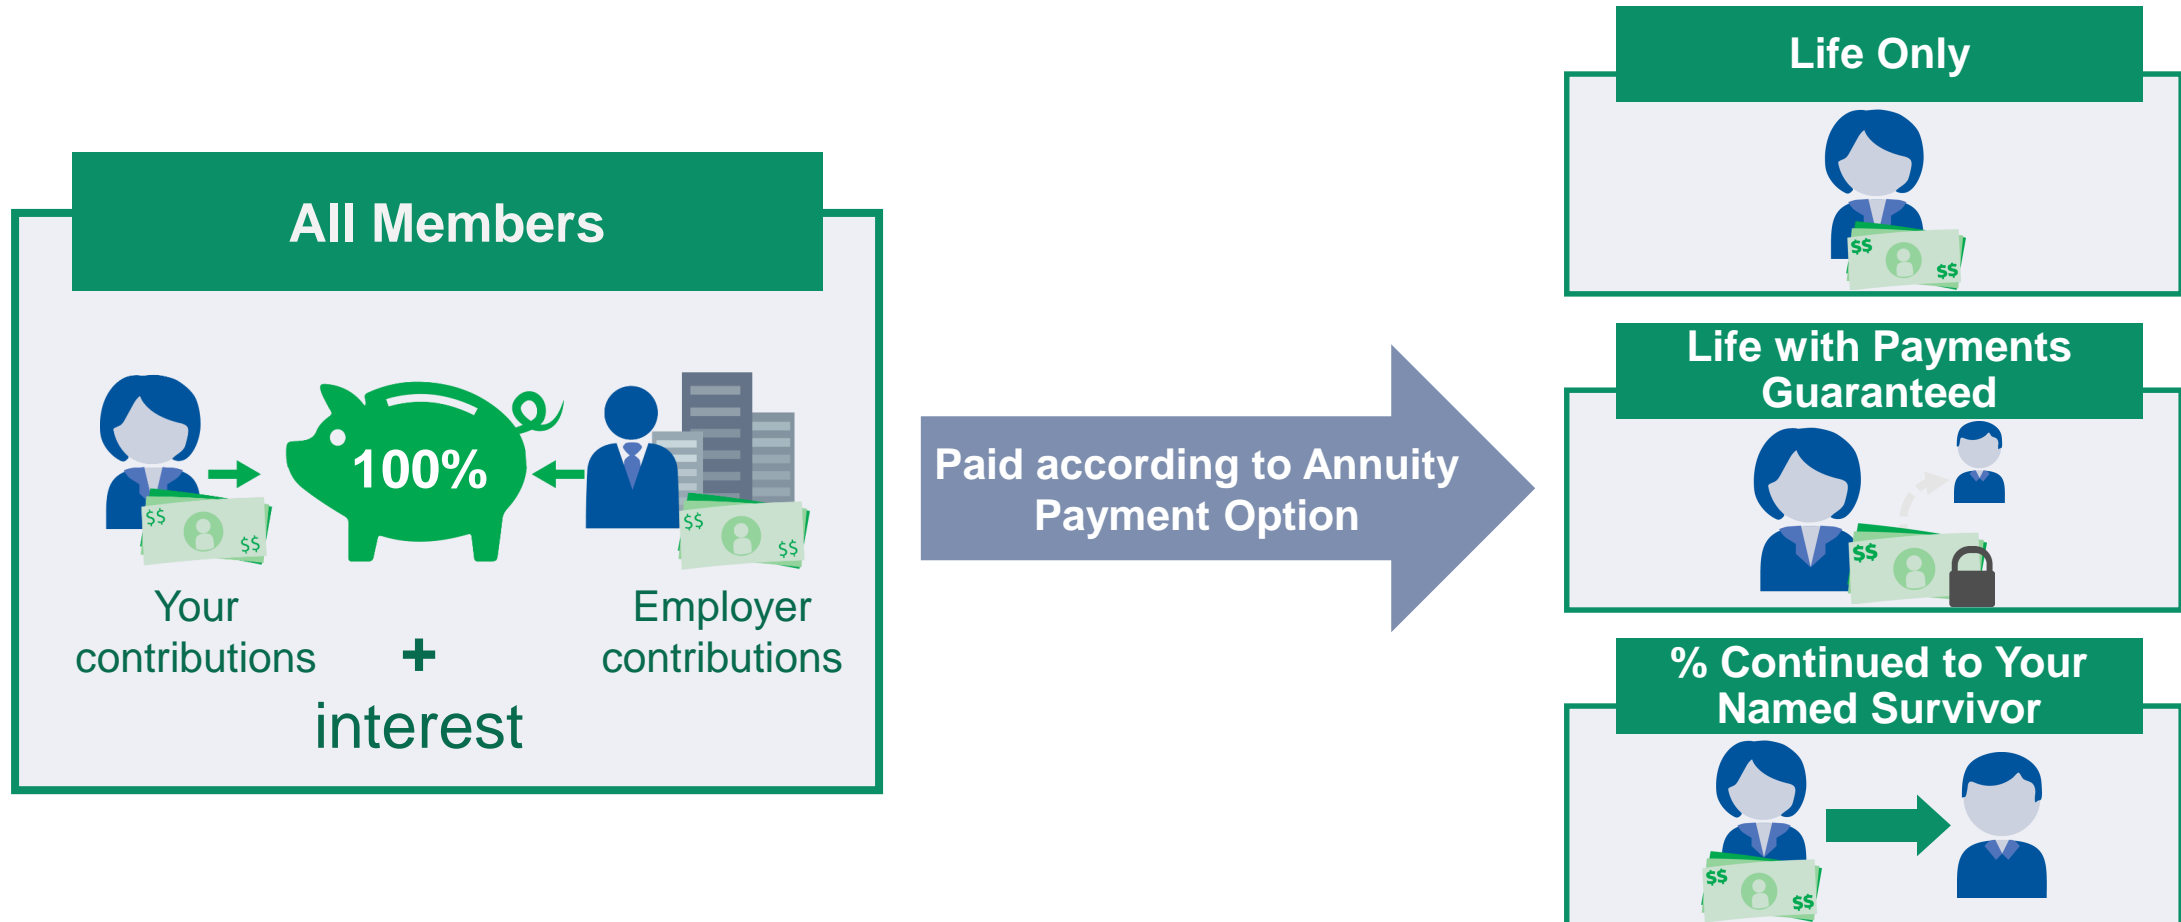 All Members
$$
$$
100%
$$
$$
Your
contributions
+
Employer
contributions
interest
Paid according to Annuity
Payment Option
Life Only
$$
$$
Life with Payments
Guaranteed
$$
% Continued to Your
Named Survivor
$$
$$